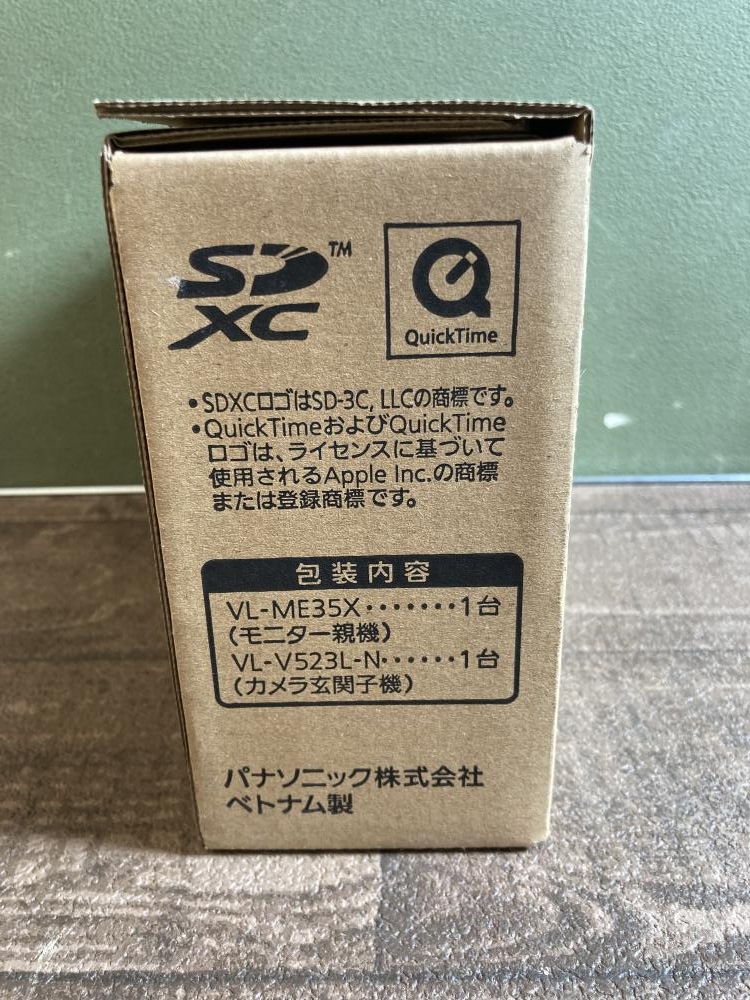 SD™
XC
QuickTime
•SDXCロゴはSD-3C, LLCの商標です。
•QuickTimeおよびQuickTime
ロゴは、ライセンスに基づいて
使用されるApple Inc.の商標
または登録商標です。
包装内容
VL-ME35X・・・・・・・1台
(モニター親機)
VL-V523L-N・・・・・・1台
(カメラ玄関子機)
パナソニック株式会社
ベトナム製